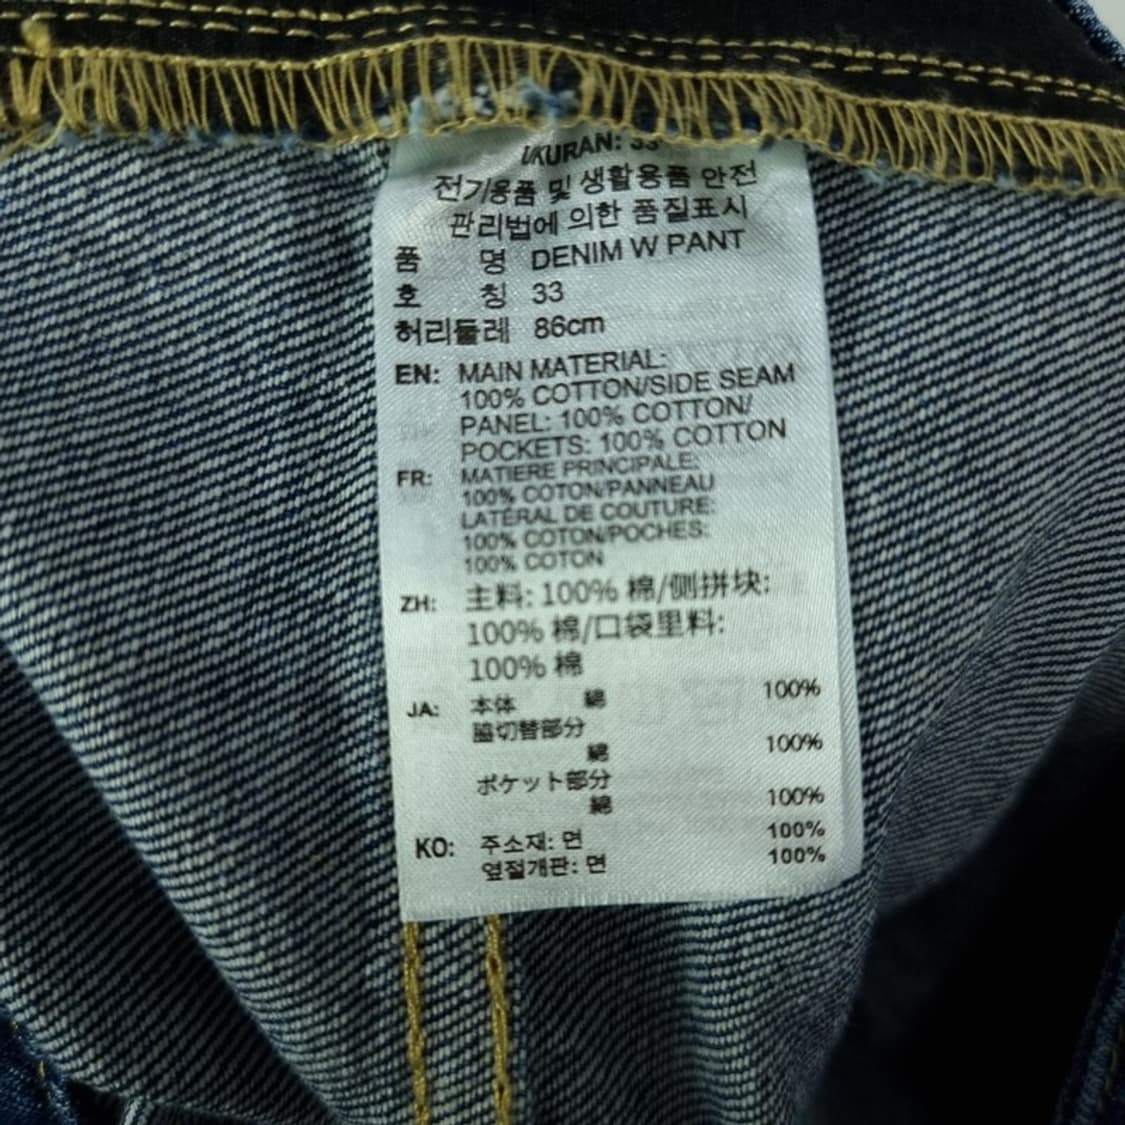 UKURAN: 33
전기용품 및 생활용품 안전
관리법에 의한 품질표시
품 명 DENIM W PANT
호 칭 33
허리둘레 86cm
EN: MAIN MATERIAL:
100% COTTON/SIDE SEAM
PANEL: 100% COTTON/
POCKETS: 100% COTTON
FR: MATIERE PRINCIPALE:
100% COTON/PANNEAU
LATÉRAL DE COUTURE:
100% COTON/POCHES:
100% COTON
ZH: 主料: 100% 棉/侧拼块:
100% 棉/口袋里料:
100% 棉
JA: 本体 綿 100%
脇切替部分
綿 100%
ポケット部分
綿 100%
KO: 주소재: 면 100%
옆절개판: 면 100%